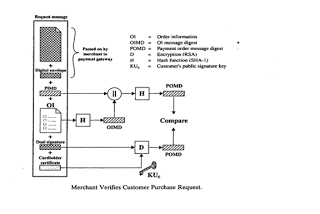 Request message
Passed on by
merchant to
payment gateway
Digital envelope
PIMD
OI
Dual signature
Cardholder
certificate
OI = Order information
OIMD = OI message digest
POMD = Payment order message digest
D = Encryption (RSA)
H = Hash function (SHA-1)
KUc = Customer's public signature key
+
+
+
+
||
H
POMD
H
OIMD
Compare
D
POMD
KUc
Merchant Verifies Customer Purchase Request.